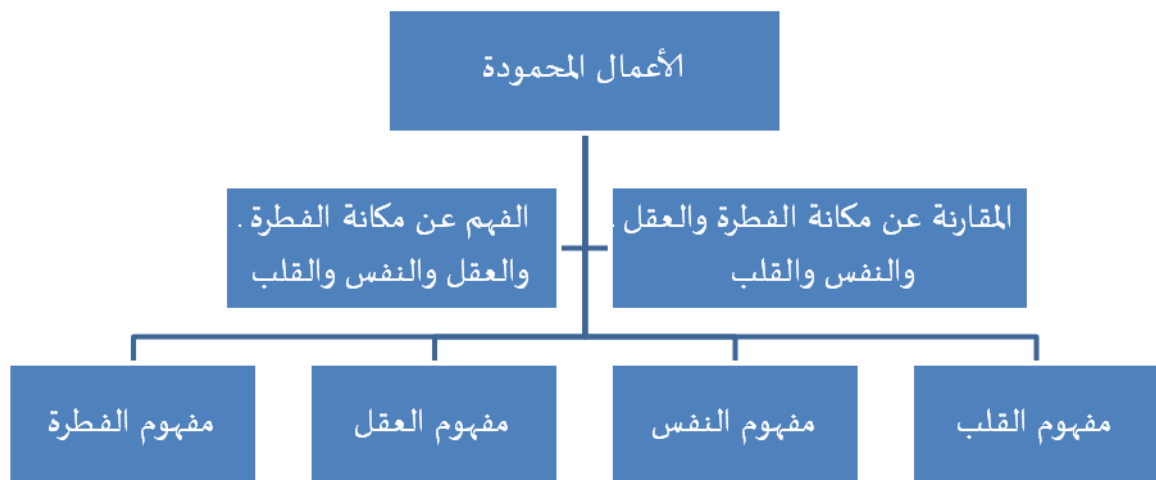 الأعمال المحمودة
المقارنة عن مكانة الفطرة والعقل .
والنفس والقلب
الفهم عن مكانة الفطرة .
والعقل والنفس والقلب
مفهوم القلب
مفهوم النفس
مفهوم العقل
مفهوم الفطرة